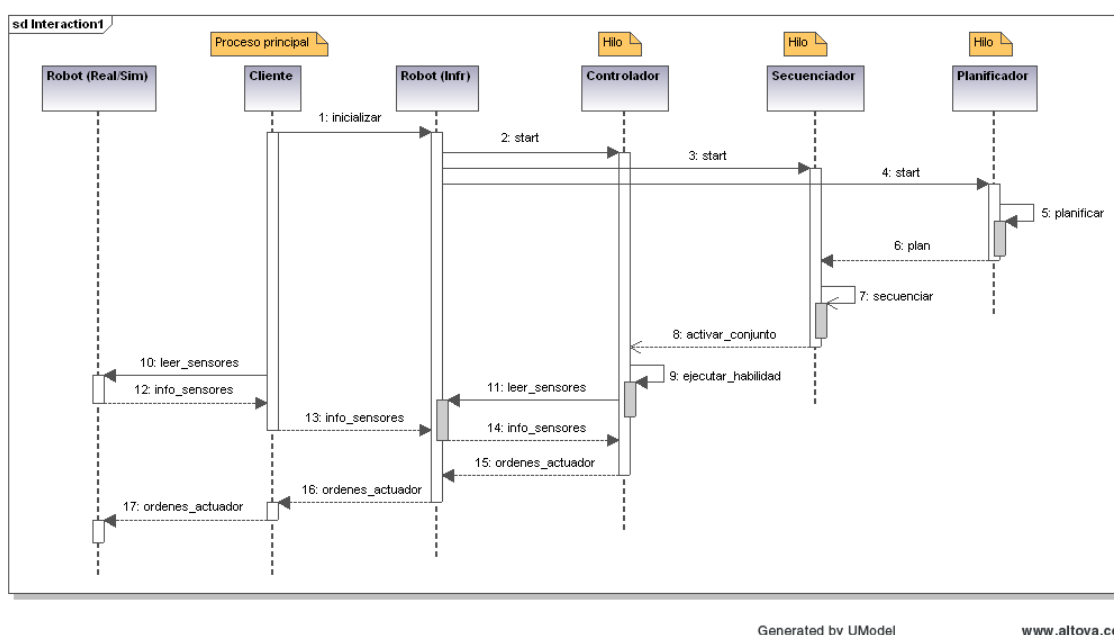 sd Interaction1
Proceso principal
Hilo
Hilo
Hilo
Robot (Real/Sim)
Cliente
Robot (Infr)
Controlador
Secuenciador
Planificador
1: inicializar
2: start
3: start
4: start
5: planificar
6: plan
7: secuenciar
8: activar_conjunto
9: ejecutar_habilidad
10: leer_sensores
11: leer_sensores
12: info_sensores
13: info_sensores
14: info_sensores
15: ordenes_actuador
16: ordenes_actuador
17: ordenes_actuador
Generated by UModel